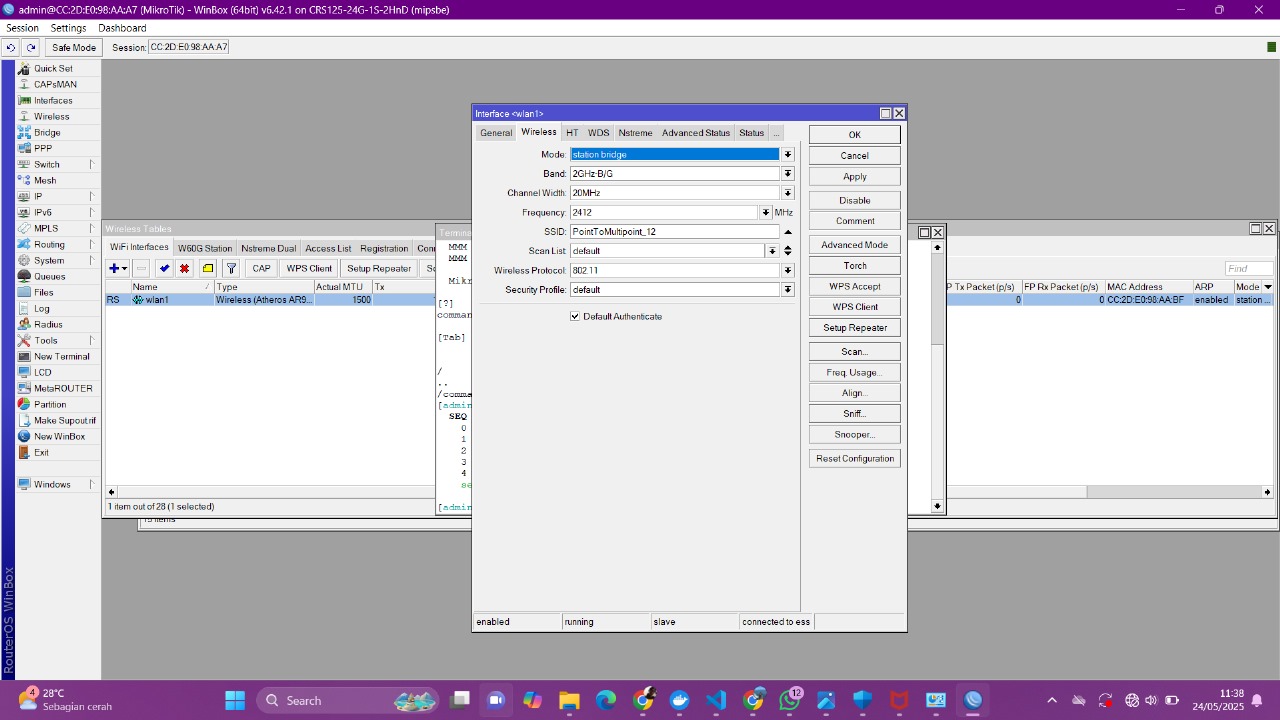 admin@CC:2D:E0:98:AA:A7 (MikroTik) - WinBox (64bit) v6.42.1 on CRS125-24G-1S-2HnD (mipsbe)
Session Settings Dashboard
Safe Mode Session: CC:2D:E0:98:AA:A7
Quick Set
CAPsMAN
Interfaces
Wireless
Bridge
PPP
Switch
Mesh
IP
IPv6
MPLS
Routing
System
Queues
Files
Log
Radius
Tools
New Terminal
LCD
MetaROUTER
Partition
Make Supout.rif
New WinBox
Exit
Windows
RouterOS WinBox
Wireless Tables
WiFi Interfaces W60G Station Nstreme Dual Access List Registration
CAP WPS Client Setup Repeater
Find
Name Type Actual MTU Tx
RS wlan1 Wireless (Atheros AR9... 1500
1 item out of 28 (1 selected)
15 items
P Tx Packet (p/s) FP Rx Packet (p/s) MAC Address ARP Mode
0 0 CC:2D:E0:98:AA:BF enabled station ...
MMM
MMM
Mikr
[?]
comman
[Tab]
/
..
/comma
[admin
SEQ
0
1
2
3
4
se
[admin
Interface <wlan1>
General Wireless HT WDS Nstreme Advanced Status Status ...
Mode: station bridge
Band: 2GHz-B/G
Channel Width: 20MHz
Frequency: 2412 MHz
SSID: PointToMultipoint_12
Scan List: default
Wireless Protocol: 802.11
Security Profile: default
Default Authenticate
OK
Cancel
Apply
Disable
Comment
Advanced Mode
Torch
WPS Accept
WPS Client
Setup Repeater
Scan...
Freq. Usage...
Align...
Sniff...
Snooper...
Reset Configuration
enabled running slave connected to ess
4
28°C
Sebagian cerah
Search
12
11:38
24/05/2025